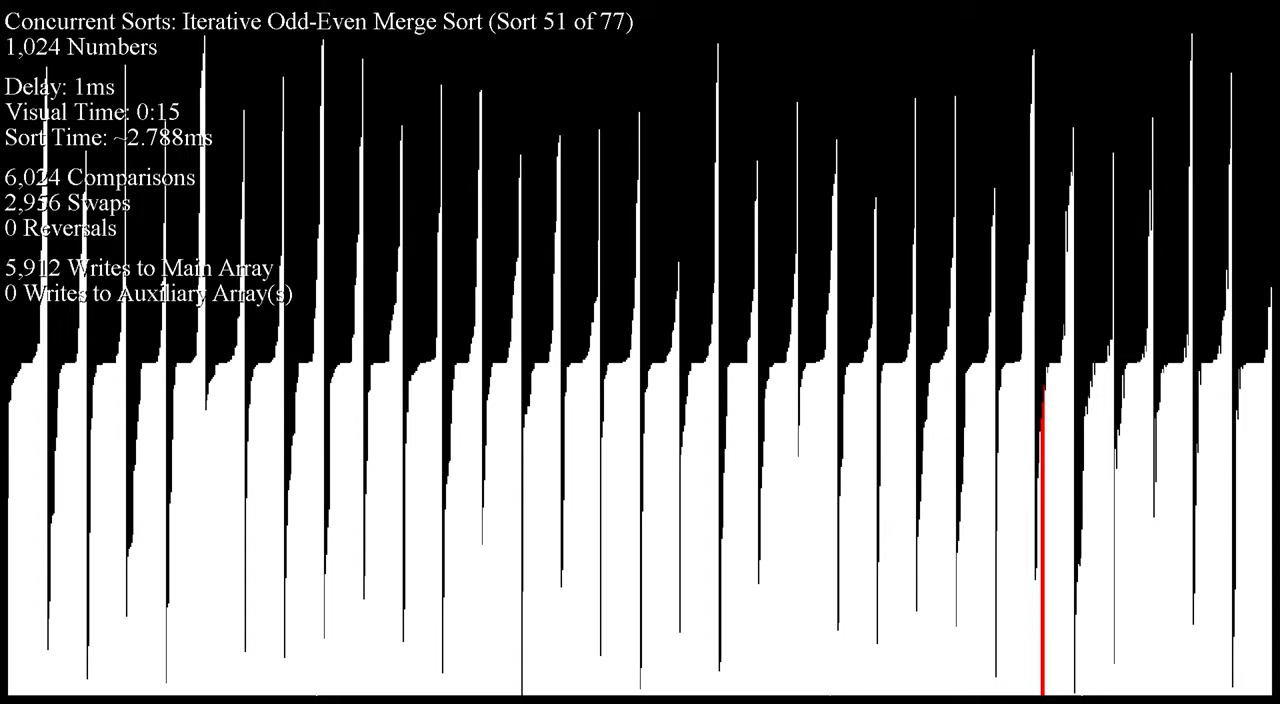 Concurrent Sorts: Iterative Odd-Even Merge Sort (Sort 51 of 77)
1,024 Numbers
Delay: 1ms
Visual Time: 0:15
Sort Time: ~2.788ms
6,024 Comparisons
2,956 Swaps
0 Reversals
5,912 Writes to Main Array
0 Writes to Auxiliary Array(s)